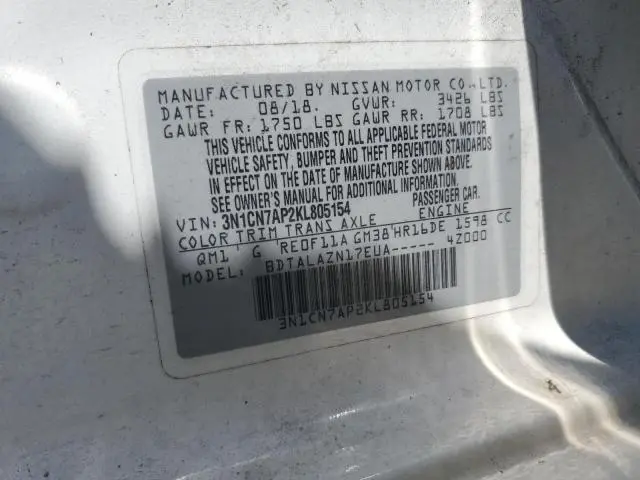 MANUFACTURED BY NISSAN MOTOR CO.,LTD.
DATE: 08/18. GVWR: 3426 LBS
GAWR FR: 1750 LBS GAWR RR: 1708 LBS
THIS VEHICLE CONFORMS TO ALL APPLICABLE FEDERAL MOTOR
VEHICLE SAFETY, BUMPER AND THEFT PREVENTION STANDARDS
IN EFFECT ON THE DATE OF MANUFACTURE SHOWN ABOVE.
SEE OWNER'S MANUAL FOR ADDITIONAL INFORMATION.
VIN: 3N1CN7AP2KL805154 PASSENGER CAR.
COLOR TRIM TRANS AXLE ENGINE
QM1 G RE0F11A GM38 HR16DE 1598 CC
MODEL: BDTALAZN17EUA----- 4Z000
3N1CN7AP2KL805154